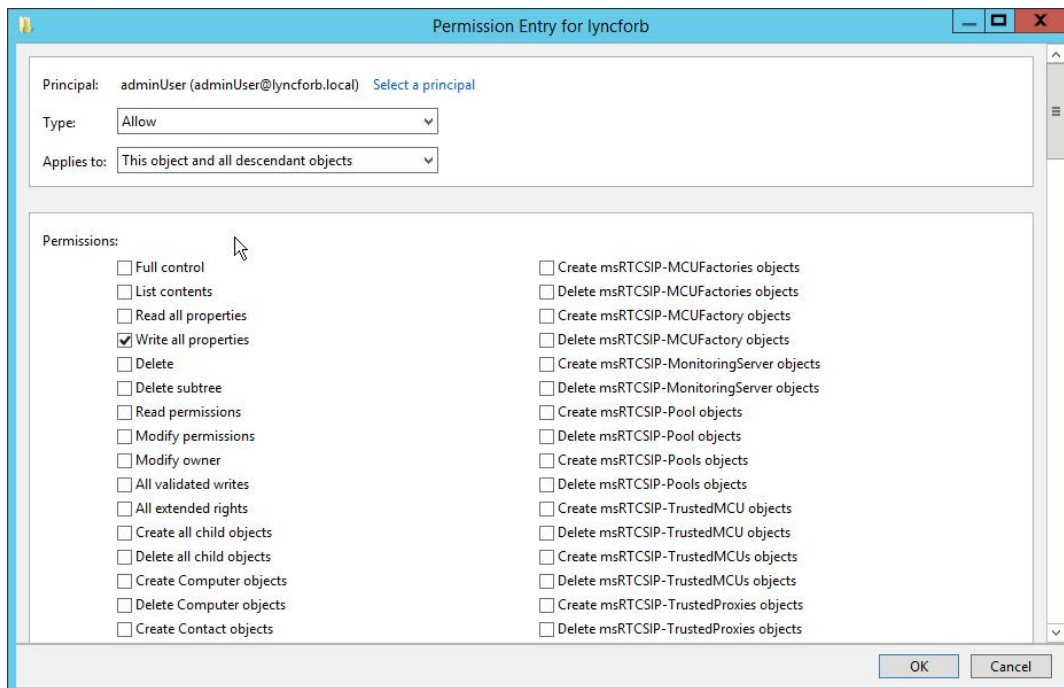 Permission Entry for lyncforb
Principal: adminUser (adminUser@lyncforb.local) Select a principal
Type: Allow
Applies to: This object and all descendant objects
Permissions:
Full control
List contents
Read all properties
Write all properties
Delete
Delete subtree
Read permissions
Modify permissions
Modify owner
All validated writes
All extended rights
Create all child objects
Delete all child objects
Create Computer objects
Delete Computer objects
Create Contact objects
Create msRTCSIP-MCUFactories objects
Delete msRTCSIP-MCUFactories objects
Create msRTCSIP-MCUFactory objects
Delete msRTCSIP-MCUFactory objects
Create msRTCSIP-MonitoringServer objects
Delete msRTCSIP-MonitoringServer objects
Create msRTCSIP-Pool objects
Delete msRTCSIP-Pool objects
Create msRTCSIP-Pools objects
Delete msRTCSIP-Pools objects
Create msRTCSIP-TrustedMCU objects
Delete msRTCSIP-TrustedMCU objects
Create msRTCSIP-TrustedMCUs objects
Delete msRTCSIP-TrustedMCUs objects
Create msRTCSIP-TrustedProxies objects
Delete msRTCSIP-TrustedProxies objects
OK Cancel